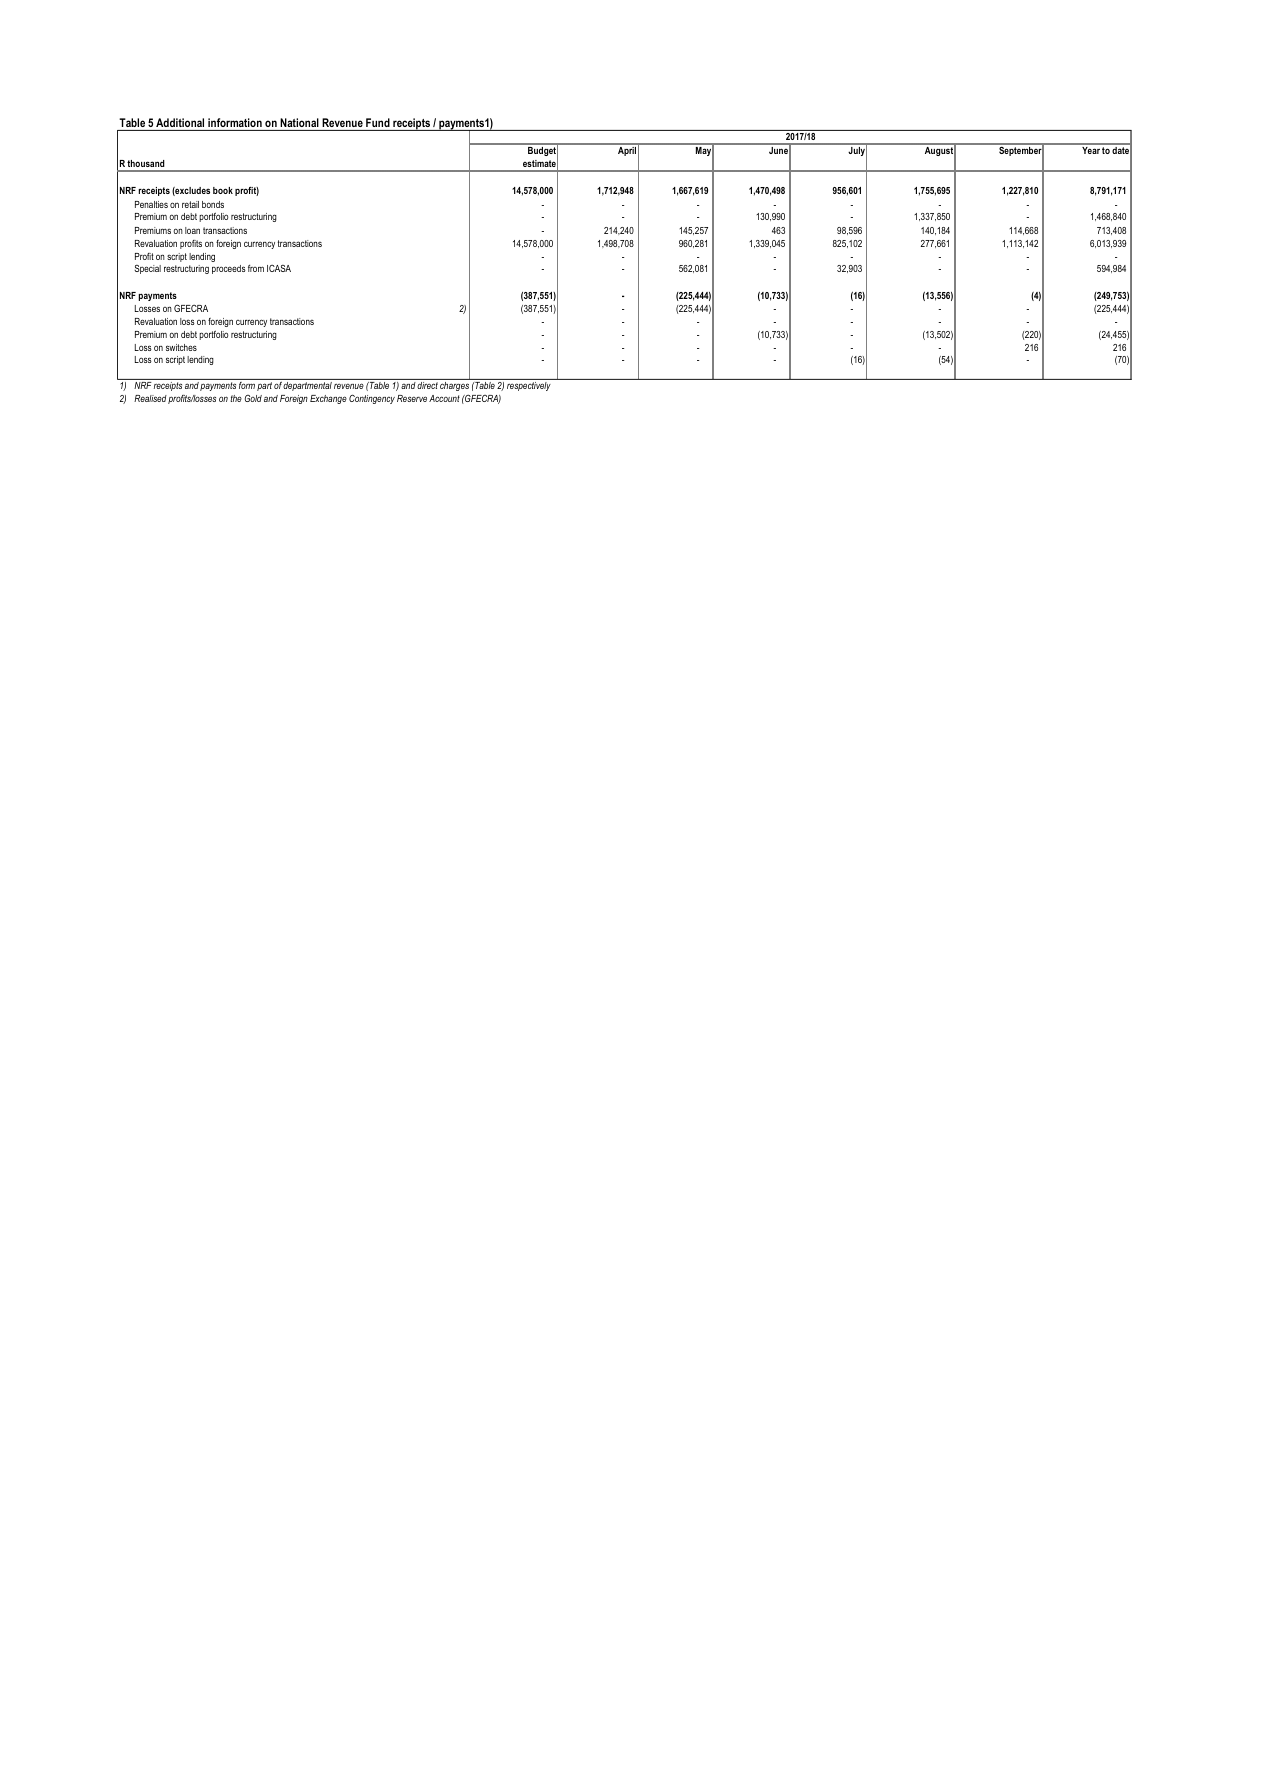 Table 5 Additional information on National Revenue Fund receipts / payments1)
2017/18
Budget April May June July August September Year to date
R thousand estimate
NRF receipts (excludes book profit) 14,578,000 1,712,948 1,667,619 1,470,498 956,601 1,755,695 1,227,810 8,791,171
Penalties on retail bonds - - - - - - - -
Premium on debt portfolio restructuring - - - 130,990 - 1,337,850 - 1,468,840
Premiums on loan transactions - 214,240 145,257 463 98,596 140,184 114,668 713,408
Revaluation profits on foreign currency transactions 14,578,000 1,498,708 960,281 1,339,045 825,102 277,661 1,113,142 6,013,939
Profit on script lending - - - - - - - -
Special restructuring proceeds from ICASA - - 562,081 - 32,903 - - 594,984
NRF payments (387,551) - (225,444) (10,733) (16) (13,556) (4) (249,753)
Losses on GFECRA 2) (387,551) - (225,444) - - - - (225,444)
Revaluation loss on foreign currency transactions - - - - - - - -
Premium on debt portfolio restructuring - - - (10,733) - (13,502) (220) (24,455)
Loss on switches - - - - - - 216 216
Loss on script lending - - - - (16) (54) - (70)
1) NRF receipts and payments form part of departmental revenue (Table 1) and direct charges (Table 2) respectively
2) Realised profits/losses on the Gold and Foreign Exchange Contingency Reserve Account (GFECRA)